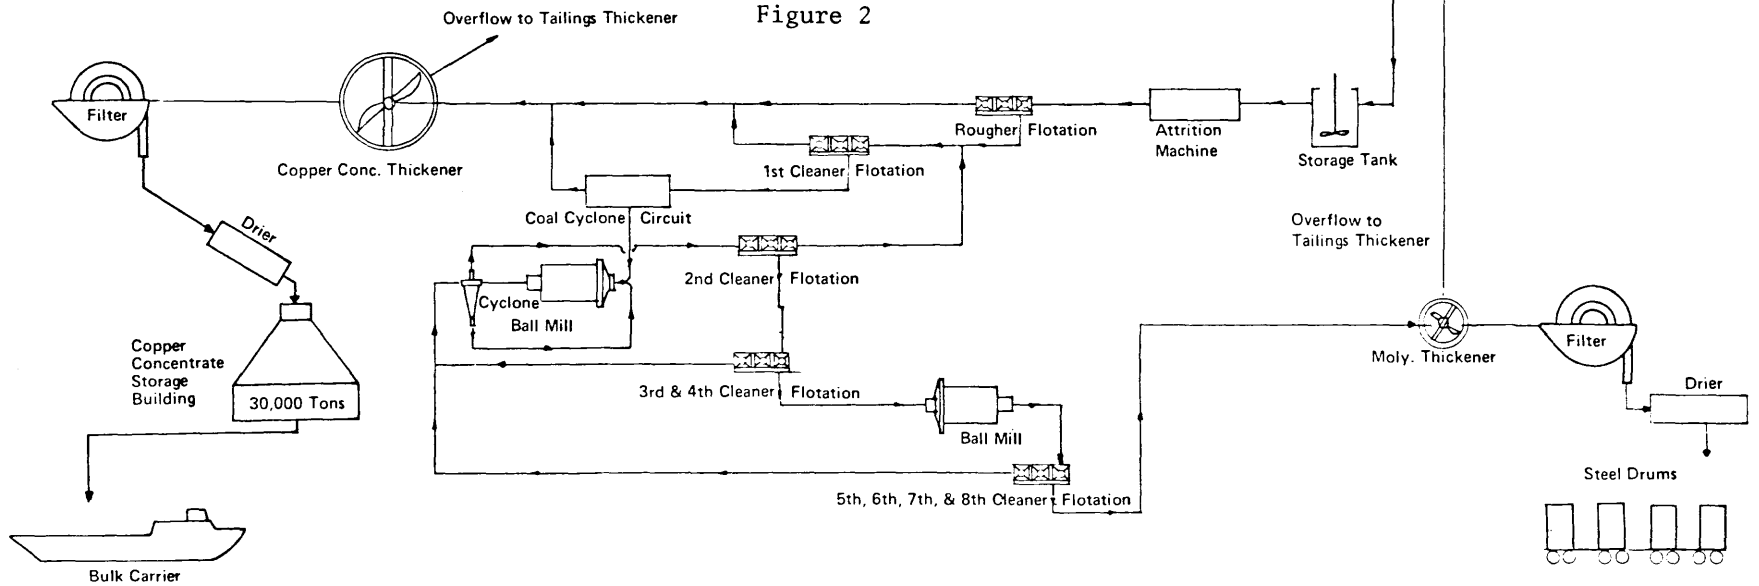 Figure 2
Overflow to Tailings Thickener
Filter
Copper Conc. Thickener
Rougher Flotation
Attrition
Machine
Storage Tank
1st Cleaner Flotation
Coal Cyclone Circuit
Drier
2nd Cleaner Flotation
Cyclone
Ball Mill
Overflow to
Tailings Thickener
Copper
Concentrate
Storage
Building
30,000 Tons
3rd & 4th Cleaner Flotation
Ball Mill
Moly. Thickener
Filter
Drier
5th, 6th, 7th, & 8th Cleaner Flotation
Steel Drums
Bulk Carrier